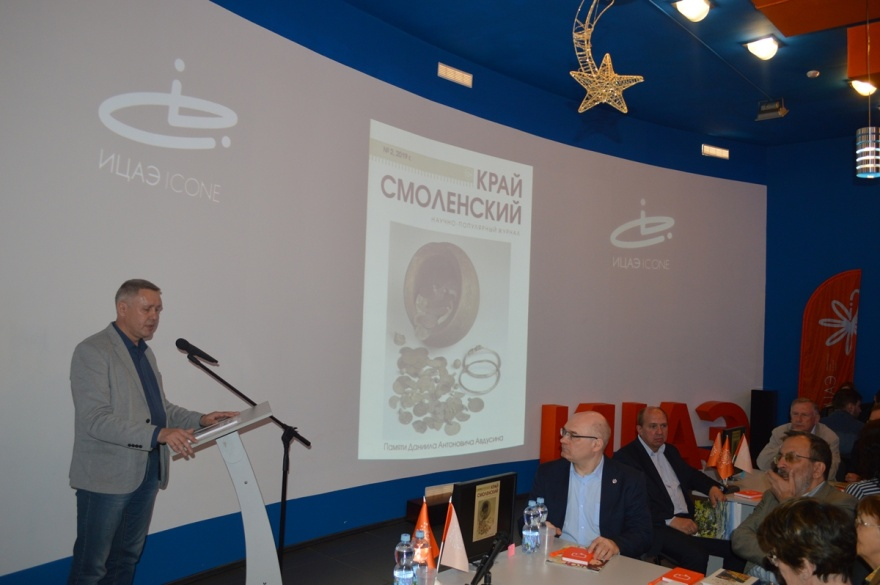 ИЦАЭ ICONE
№ 2, 2019 г.
КРАЙ
СМОЛЕНСКИЙ
НАУЧНО-ПОПУЛЯРНЫЙ ЖУРНАЛ
Памяти Даниила Антоновича Авдусина
ИЦАЭ ICONE
ИЦАЭ